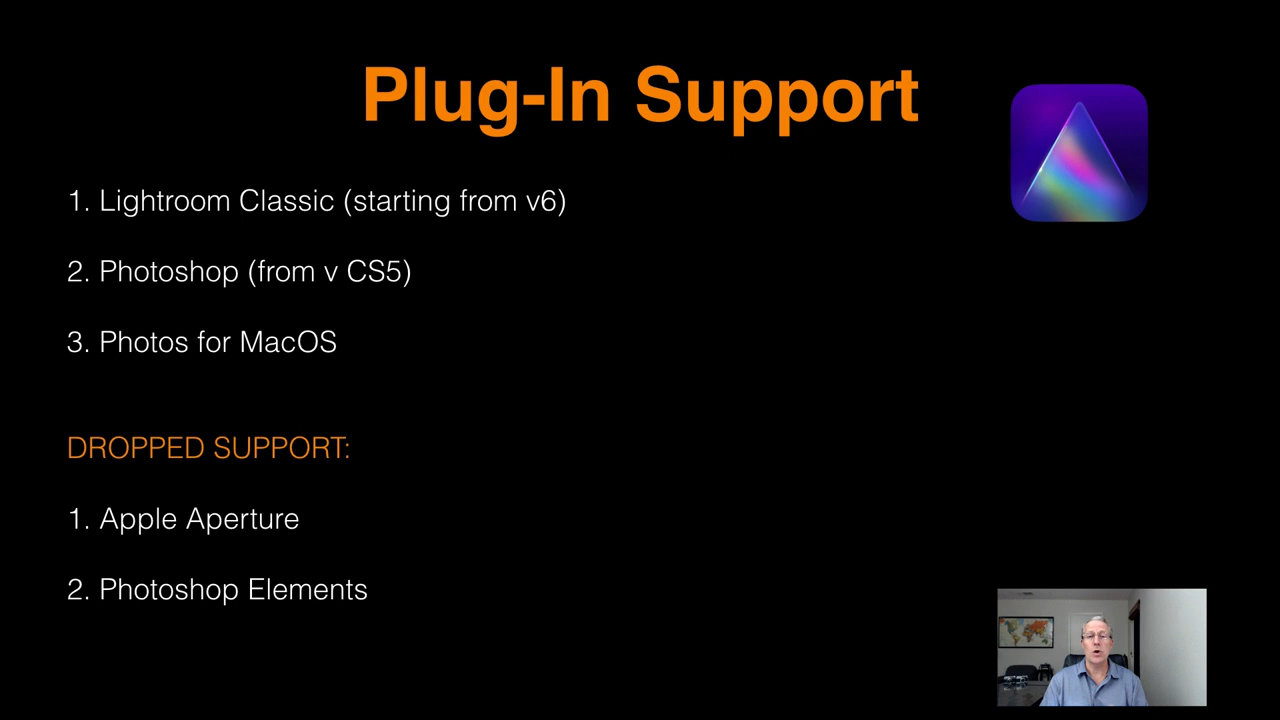 Plug-In Support
1. Lightroom Classic (starting from v6)
2. Photoshop (from v CS5)
3. Photos for MacOS
DROPPED SUPPORT:
1. Apple Aperture
2. Photoshop Elements